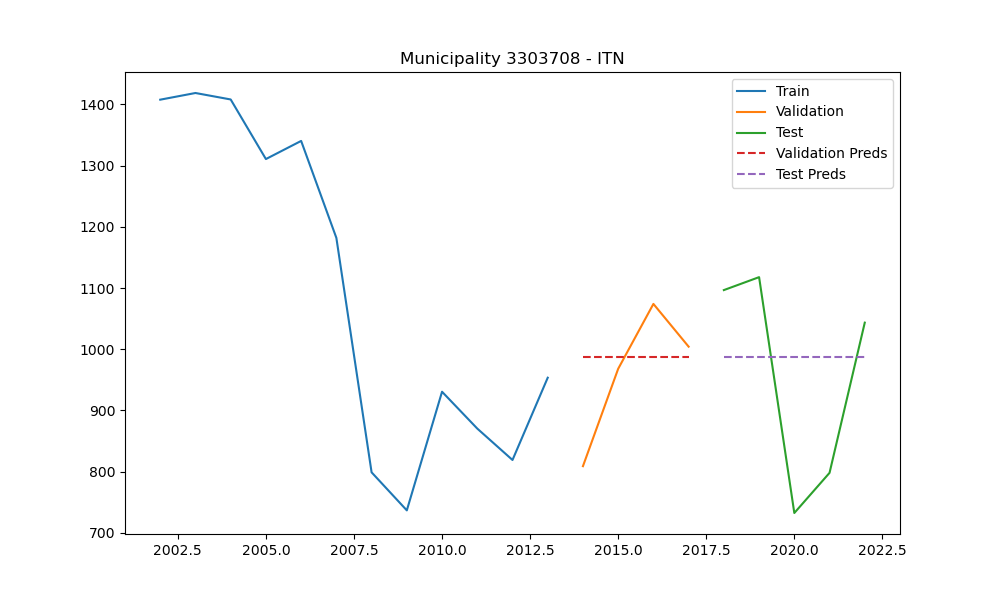 Municipality 3303708 - ITN
Train
Validation
Test
Validation Preds
Test Preds
1400
1300
1200
1100
1000
900
800
700
2002.5 2005.0 2007.5 2010.0 2012.5 2015.0 2017.5 2020.0 2022.5